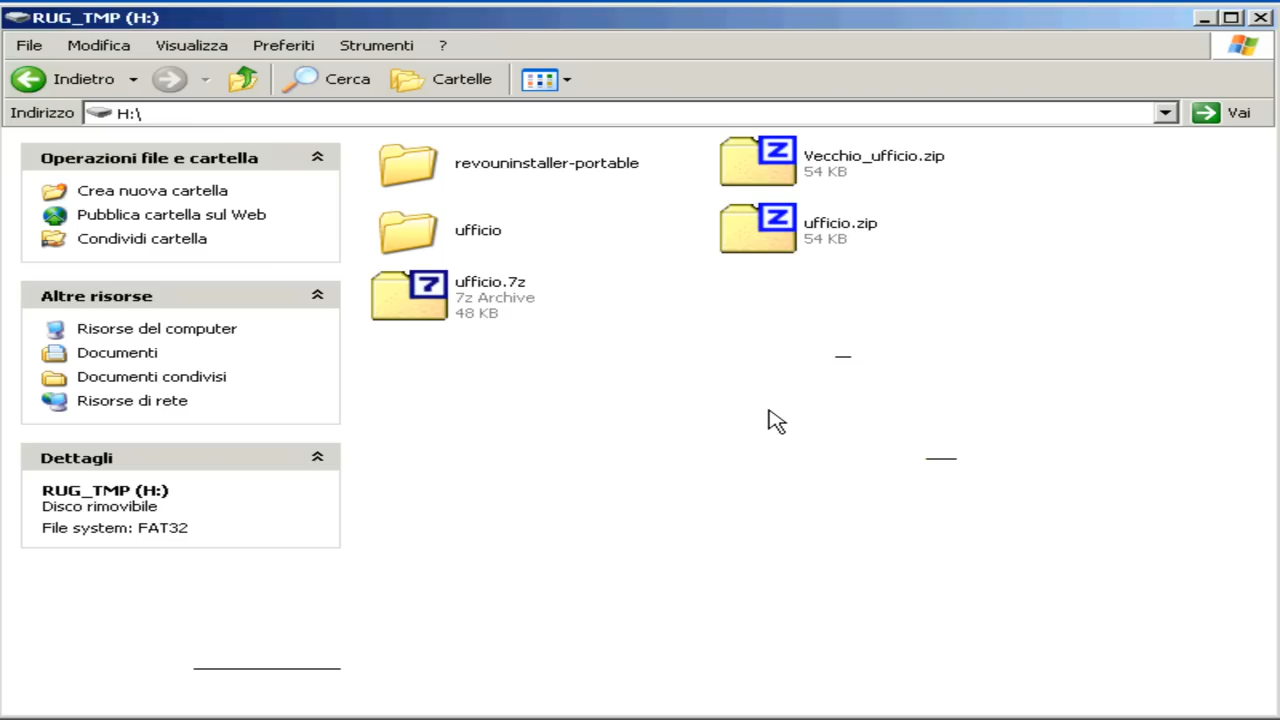 RUG_TMP (H:)
File Modifica Visualizza Preferiti Strumenti ?
Indietro Cerca Cartelle
Indirizzo H:\ Vai
Operazioni file e cartella
Crea nuova cartella
Pubblica cartella sul Web
Condividi cartella
Altre risorse
Risorse del computer
Documenti
Documenti condivisi
Risorse di rete
Dettagli
RUG_TMP (H:)
Disco rimovibile
File system: FAT32
revouninstaller-portable
Z
Vecchio_ufficio.zip
54 KB
ufficio
Z
ufficio.zip
54 KB
7
ufficio.7z
7z Archive
48 KB